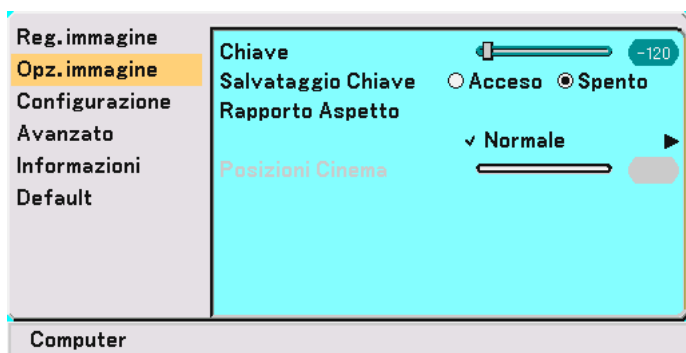 Reg.immagine
Opz.immagine
Configurazione
Avanzato
Informazioni
Default
Chiave -120
Salvataggio Chiave Acceso Spento
Rapporto Aspetto
✓ Normale ▶
Posizioni Cinema
Computer